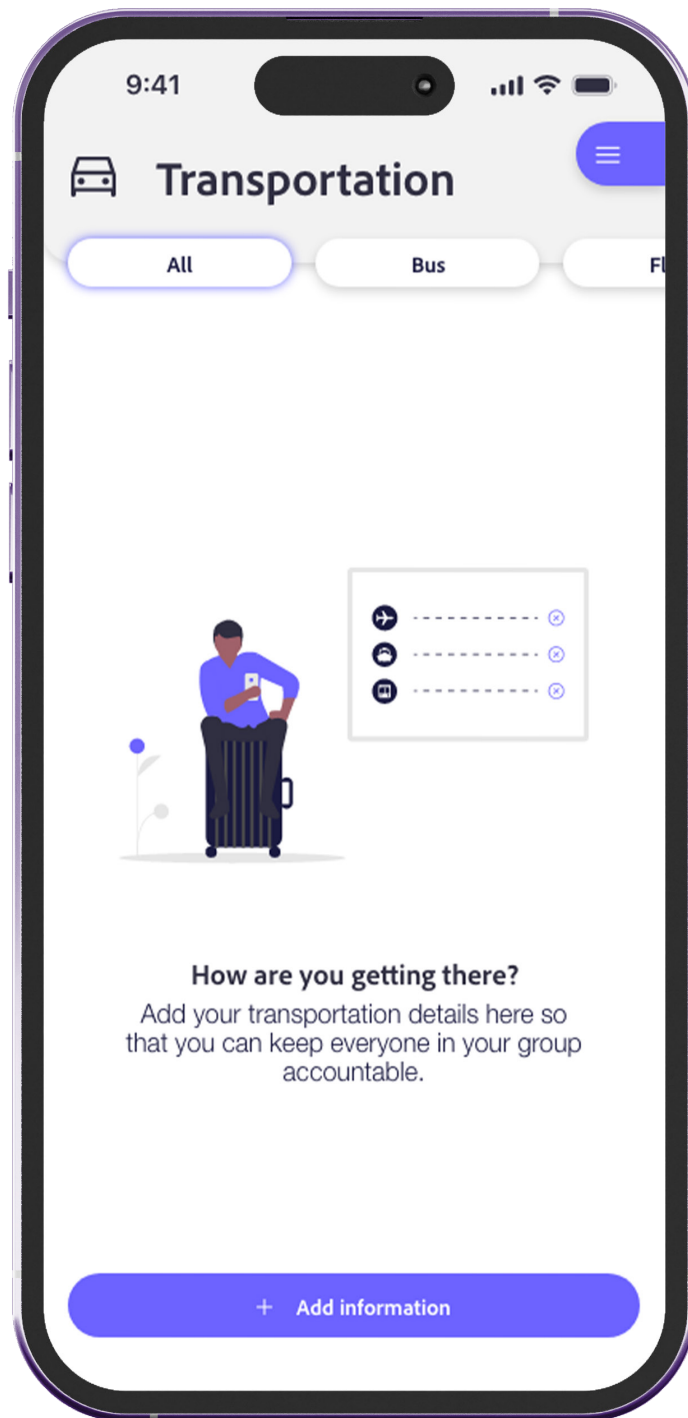 9:41
Transportation
All
Bus
Fl
How are you getting there?
Add your transportation details here so
that you can keep everyone in your group
accountable.
+ Add information